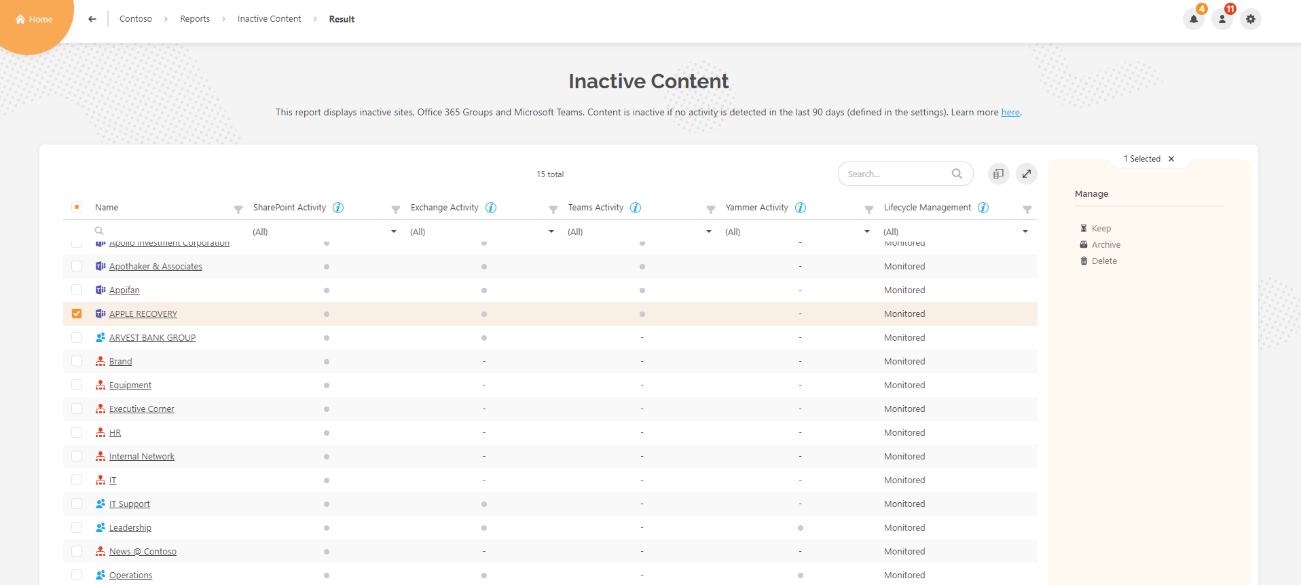 Home Contoso Reports Inactive Content Result 4 11
Inactive Content
This report displays inactive sites, Office 365 Groups and Microsoft Teams. Content is inactive if no activity is detected in the last 90 days (defined in the settings). Learn more here.
1 Selected ×
15 total Search...
Manage
Name SharePoint Activity i Exchange Activity i Teams Activity i Yammer Activity i Lifecycle Management i
(All) (All) (All) (All) (All)
Keep
Archive
Delete
Apollo Investment Corporation - Monitored
Apothaker & Associates - Monitored
Appifan - Monitored
APPLE RECOVERY - Monitored
ARVEST BANK GROUP - - Monitored
Brand - - - Monitored
Equipment - - - Monitored
Executive Corner - - - Monitored
HR - - - Monitored
Internal Network - - - Monitored
IT - - - Monitored
IT Support - - Monitored
Leadership - Monitored
News @ Contoso - - - Monitored
Operations - Monitored